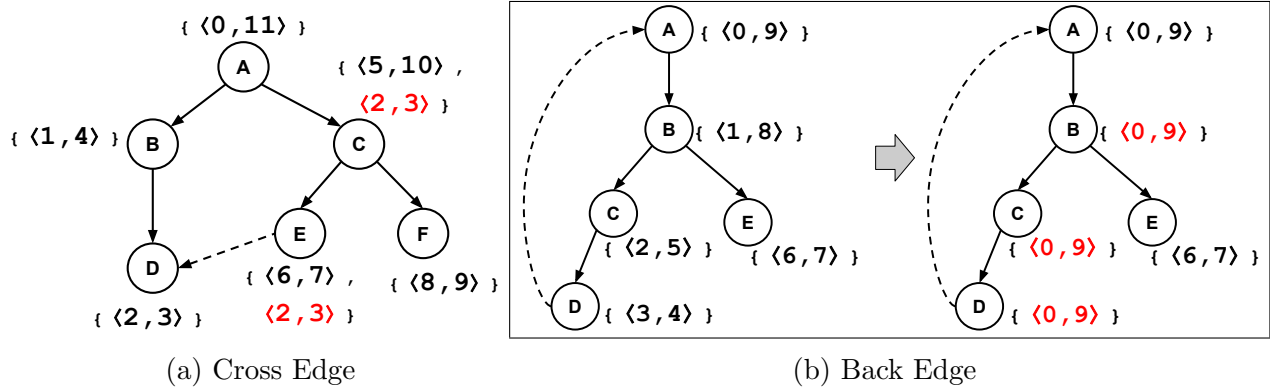 { ⟨0,11⟩ }
A
{ ⟨5,10⟩ ,
⟨2,3⟩ }
{ ⟨1,4⟩ }
B
C
E
F
D
{ ⟨6,7⟩ ,
⟨2,3⟩ }
{ ⟨8,9⟩ }
{ ⟨2,3⟩ }
(a) Cross Edge
A
{ ⟨0,9⟩ }
B
{ ⟨1,8⟩ }
C
E
{ ⟨2,5⟩ }
{ ⟨6,7⟩ }
D
{ ⟨3,4⟩ }
A
{ ⟨0,9⟩ }
B
{ ⟨0,9⟩ }
C
E
{ ⟨0,9⟩ }
{ ⟨6,7⟩ }
D
{ ⟨0,9⟩ }
(b) Back Edge